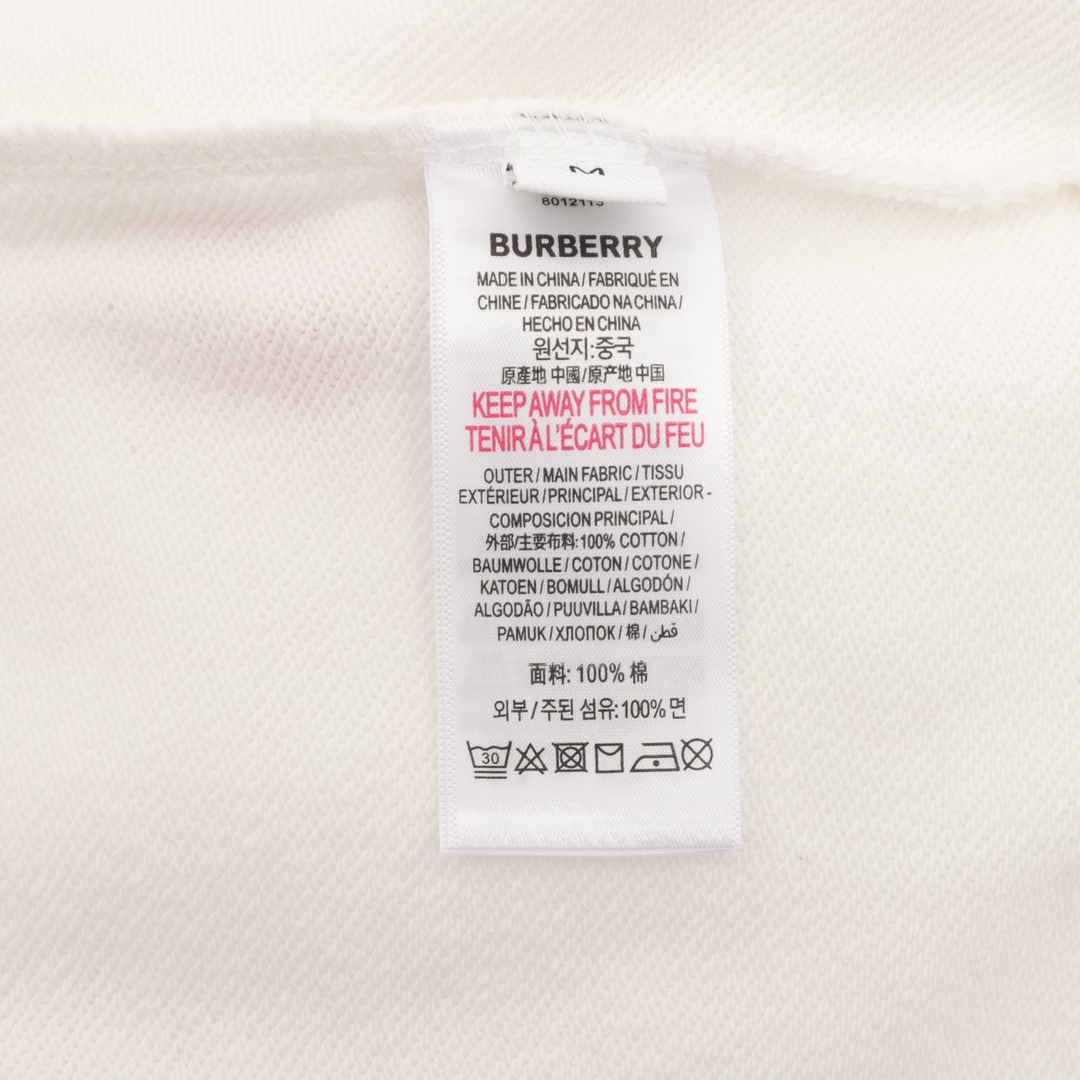 M
BURBERRY
MADE IN CHINA / FABRIQUÉ EN
CHINE / FABRICADO NA CHINA /
HECHO EN CHINA
원선지:중국
原產地 中國/原产地 中国
KEEP AWAY FROM FIRE
TENIR À L'ÉCART DU FEU
OUTER / MAIN FABRIC / TISSU
EXTÉRIEUR / PRINCIPAL / EXTERIOR -
COMPOSICION PRINCIPAL /
外部/主要布料:100% COTTON /
BAUMWOLLE / COTON / COTONE /
KATOEN / BOMULL / ALGODÓN /
ALGODÃO / PUUVILLA / BAMBAKI /
PAMUK / ХЛОПОК / 棉 / قطن
面料: 100% 棉
외부 / 주된 섬유: 100% 면
30